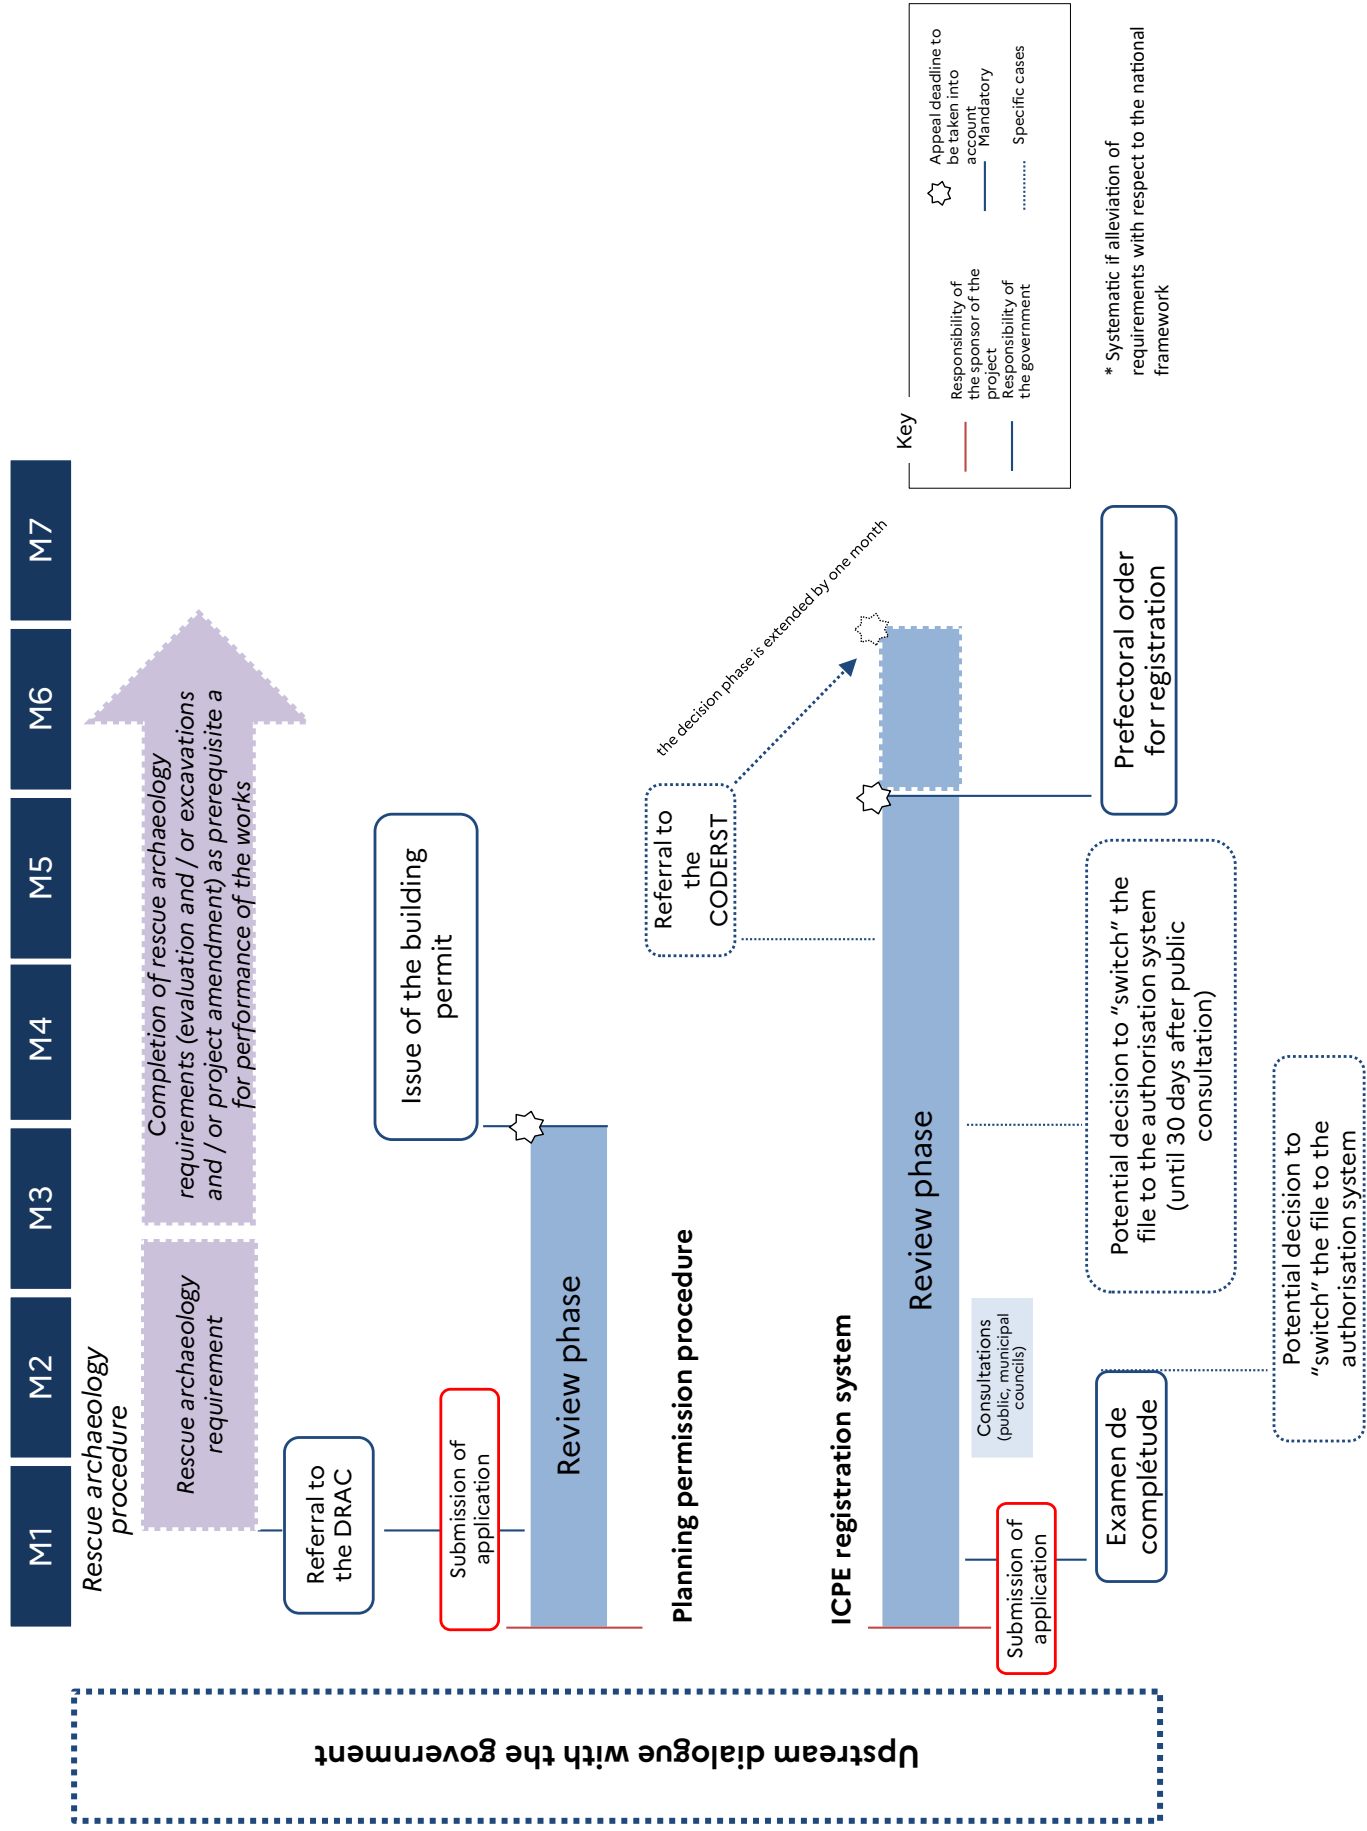 M1
M2
M3
M4
M5
M6
M7
Rescue archaeology
procedure
Rescue archaeology
requirement
Completion of rescue archaeology
requirements (evaluation and / or excavations
and / or project amendment) as prerequisite a
for performance of the works
Referral to
the DRAC
Submission of
application
Review phase
Issue of the building
permit
Planning permission procedure
Referral to
the
CODERST
the decision phase is extended by one month
ICPE registration system
Review phase
Submission of
application
Consultations
(public, municipal
councils)
Examen de
complétude
Potential decision to “switch” the
file to the authorisation system
(until 30 days after public
consultation)
Prefectoral order
for registration
Potential decision to
“switch” the file to the
authorisation system
Upstream dialogue with the government
Key
Responsibility of
the sponsor of the
project
Responsibility of
the government
Appeal deadline to
be taken into
account
Mandatory
Specific cases
* Systematic if alleviation of
requirements with respect to the national
framework